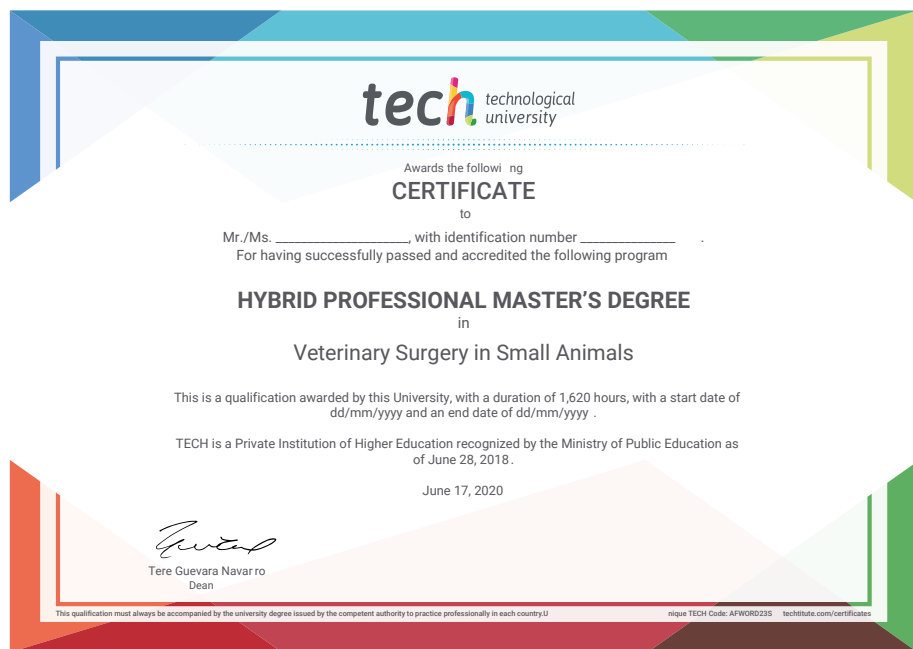 tech technological
university
Awards the followi ng
CERTIFICATE
to
Mr./Ms. _____________________, with identification number _______________ .
For having successfully passed and accredited the following program
HYBRID PROFESSIONAL MASTER’S DEGREE
in
Veterinary Surgery in Small Animals
This is a qualification awarded by this University, with a duration of 1,620 hours, with a start date of
dd/mm/yyyy and an end date of dd/mm/yyyy .
TECH is a Private Institution of Higher Education recognized by the Ministry of Public Education as
of June 28, 2018.
June 17, 2020
Tere Guevara Navarro
Dean
This qualification must always be accompanied by the university degree issued by the competent authority to practice professionally in each country.U nique TECH Code: AFWORD23S techtitute.com/certificates